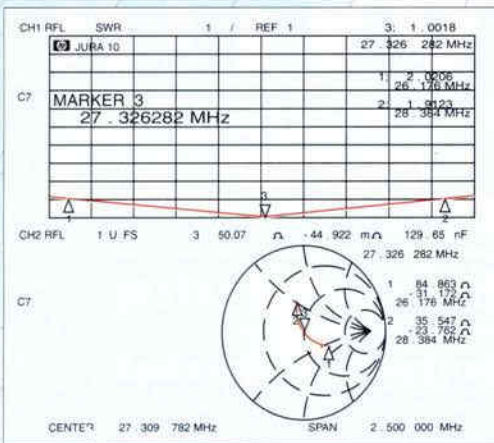 CH1 RFL SWR 1 / REF 1 3: 1 . 0018
hp JURA 10 27 . 326 282 MHz
1: 2 . 0206
26 . 176 MHz
C7 MARKER 3
27 . 326282 MHz
2: 1 . 9123
28 . 384 MHz
3
1 2
CH2 RFL 1 U FS 3 50.07 Ω - 44 . 922 mΩ 129 . 65 nF
27 . 326 282 MHz
C7 1 84 . 863 Ω
- 31 . 172 Ω
26 . 176 MHz
2 35 . 547 Ω
- 23 . 762 Ω
28 . 384 MHz
CENTER 27 . 309 782 MHz SPAN 2 . 500 000 MHz